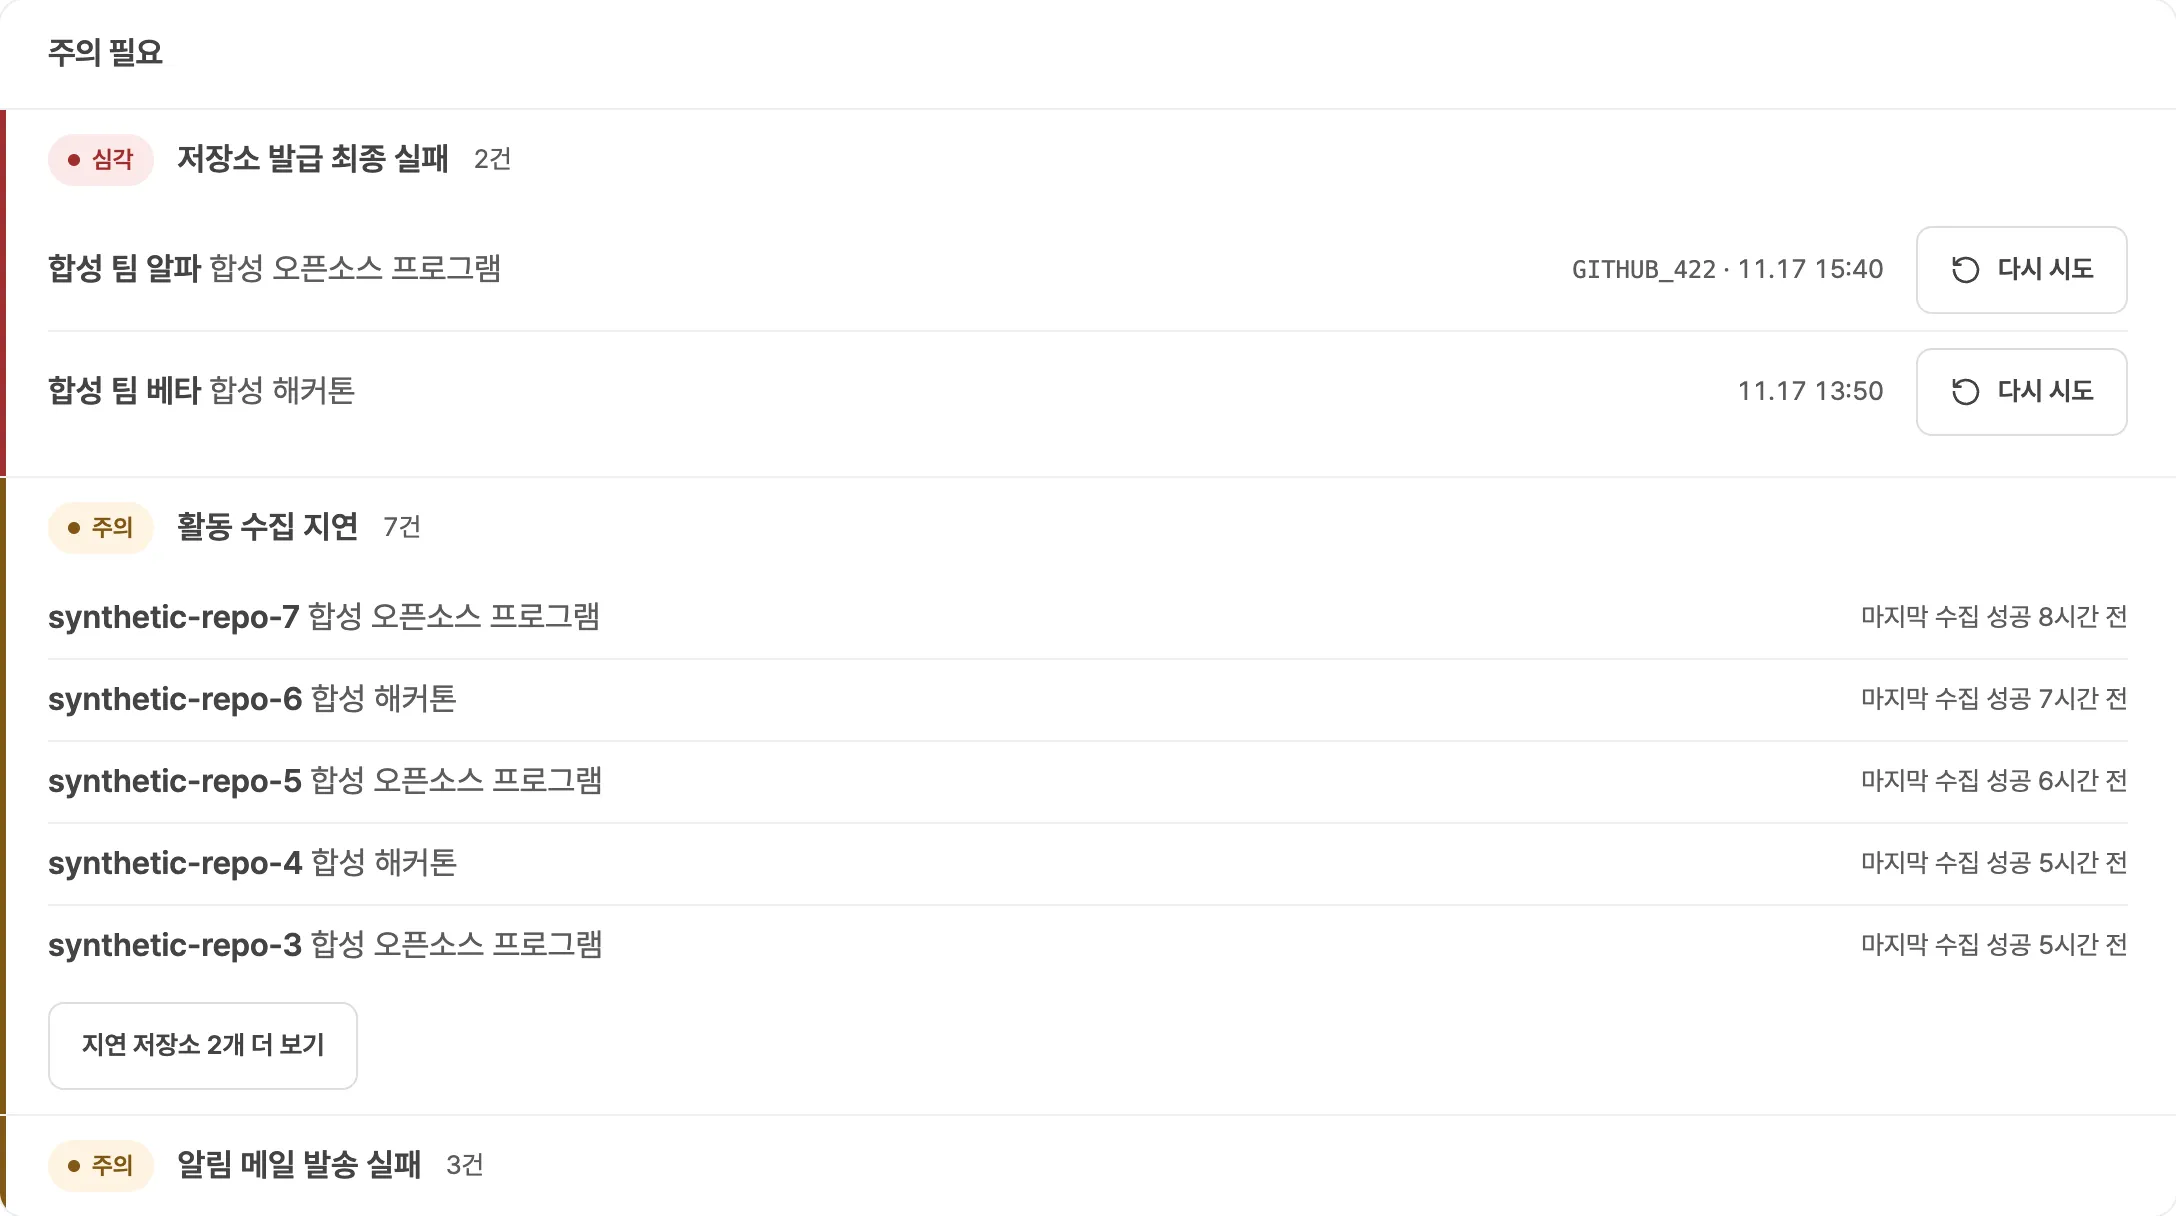 주의 필요
심각 저장소 발급 최종 실패 2건
합성 팀 알파 합성 오픈소스 프로그램 GITHUB_422 · 11.17 15:40 다시 시도
합성 팀 베타 합성 해커톤 11.17 13:50 다시 시도
주의 활동 수집 지연 7건
synthetic-repo-7 합성 오픈소스 프로그램 마지막 수집 성공 8시간 전
synthetic-repo-6 합성 해커톤 마지막 수집 성공 7시간 전
synthetic-repo-5 합성 오픈소스 프로그램 마지막 수집 성공 6시간 전
synthetic-repo-4 합성 해커톤 마지막 수집 성공 5시간 전
synthetic-repo-3 합성 오픈소스 프로그램 마지막 수집 성공 5시간 전
지연 저장소 2개 더 보기
주의 알림 메일 발송 실패 3건